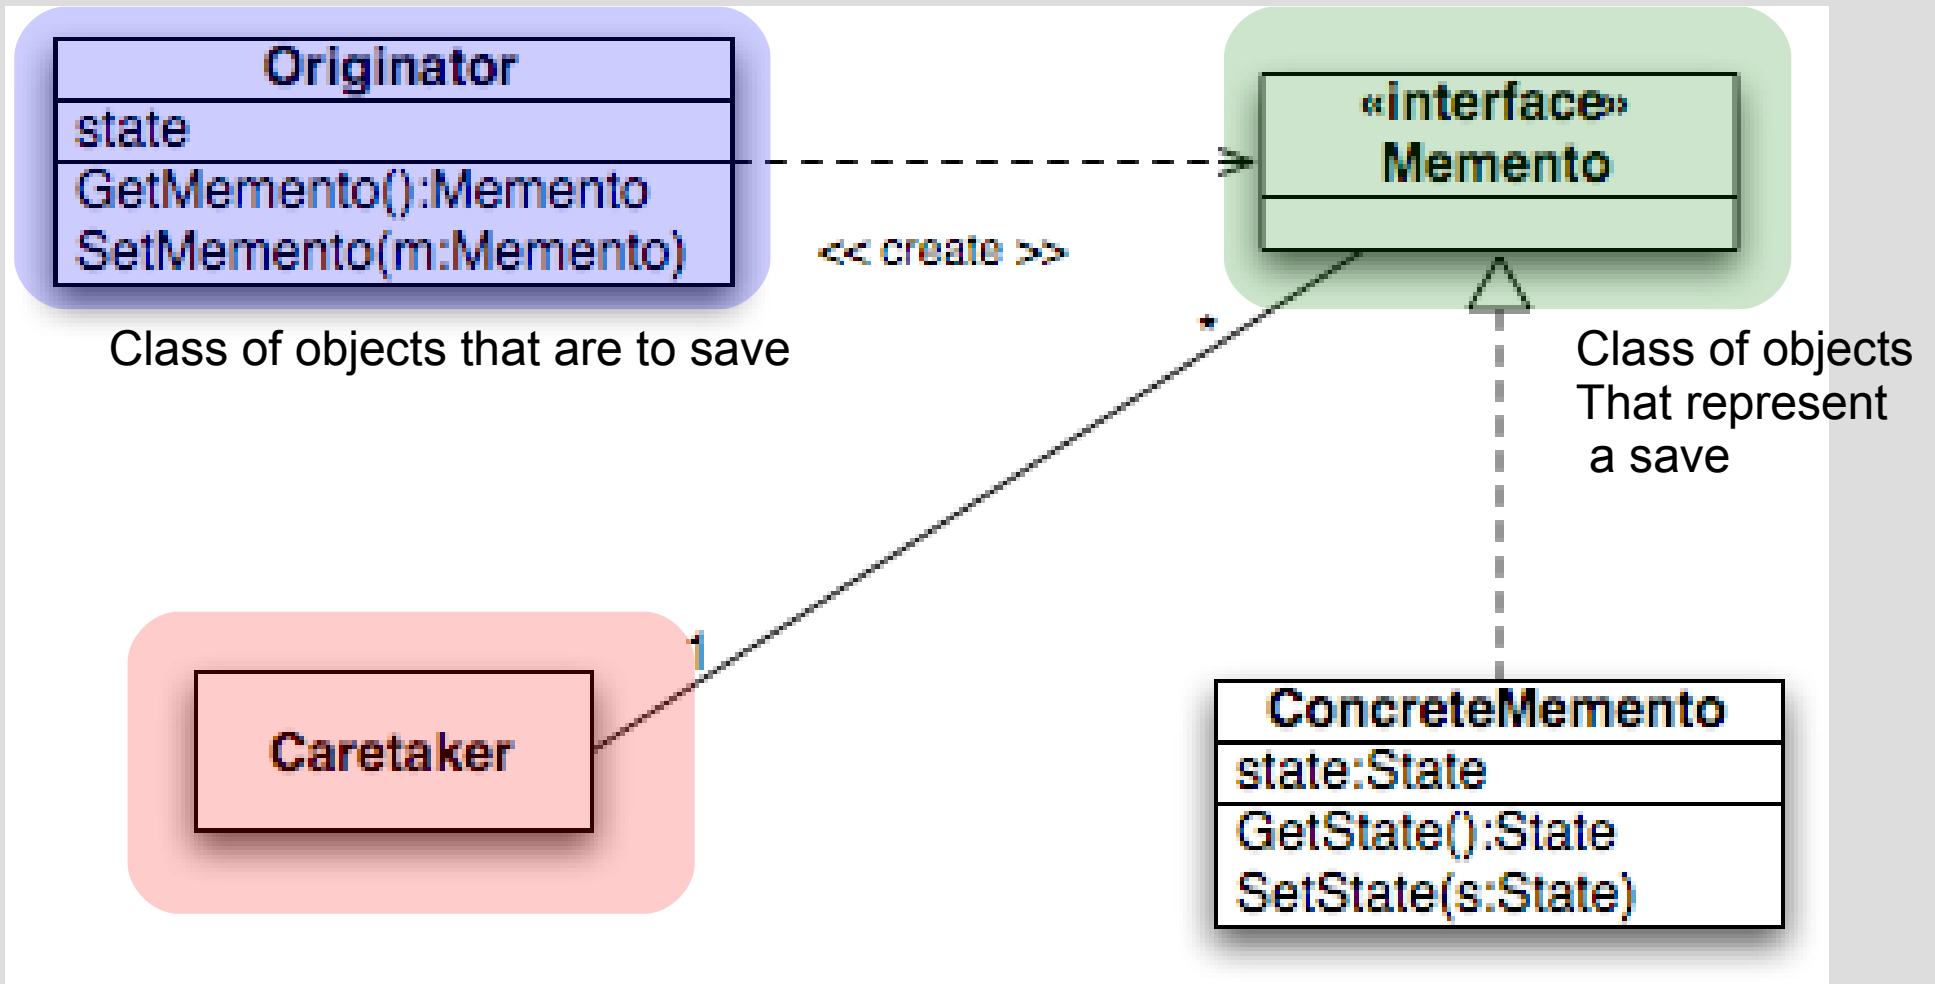 Originator
state
GetMemento():Memento
SetMemento(m:Memento)
Class of objects that are to save
<< create >>
«interface»
Memento
*
Class of objects
That represent
a save
1
Caretaker
ConcreteMemento
state:State
GetState():State
SetState(s:State)